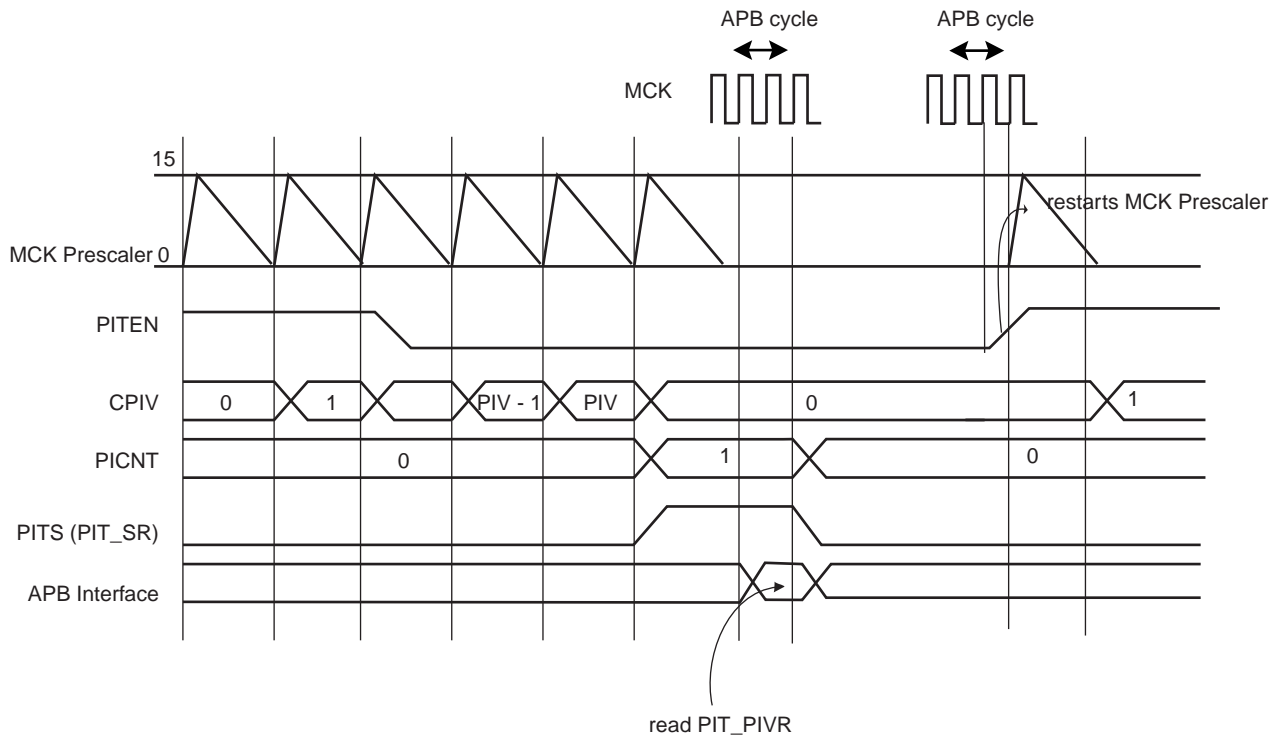 APB cycle
APB cycle
MCK
15
restarts MCK Prescaler
MCK Prescaler 0
PITEN
CPIV 0 1 PIV - 1 PIV 0 1
PICNT 0 1 0
PITS (PIT_SR)
APB Interface
read PIT_PIVR